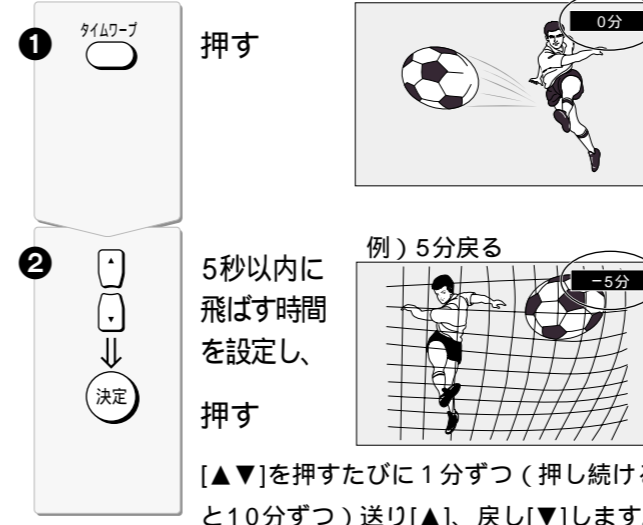 ❶
タイムワープ
押す
0分
❷
5秒以内に
飛ばす時間
を設定し、
決定
押す
例）5分戻る
−5分
[▲▼]を押すたびに１分ずつ（押し続ける
と10分ずつ）送り[▲]、戻し[▼]します